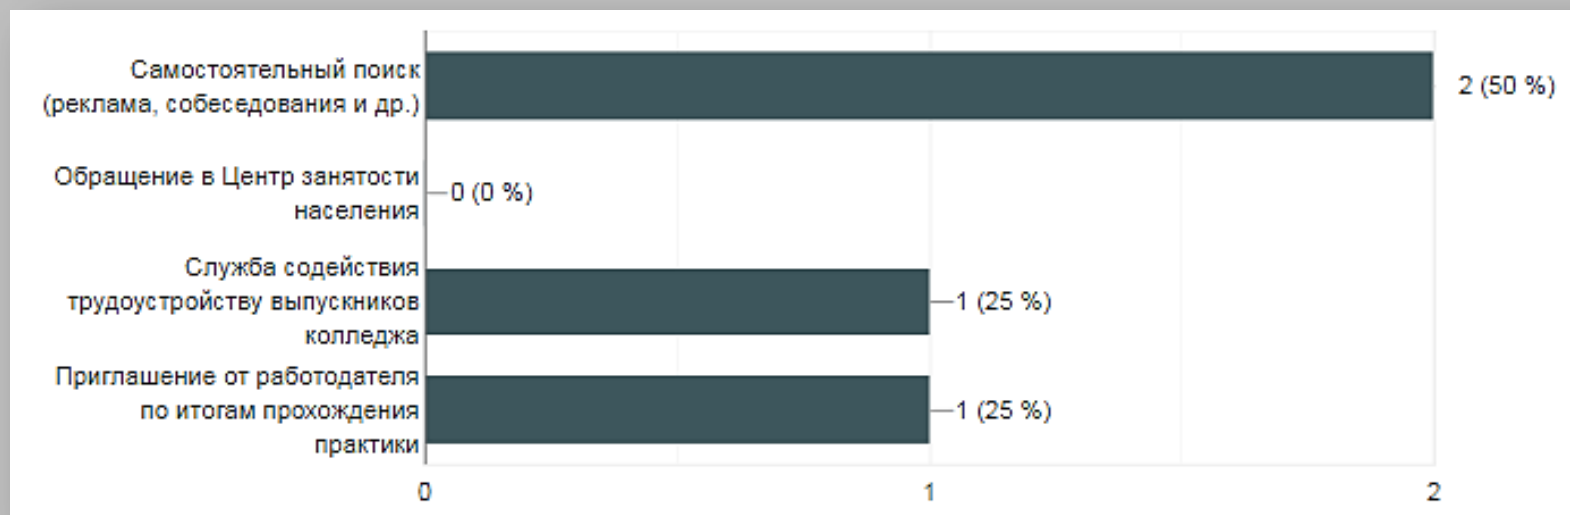 Самостоятельный поиск
(реклама, собеседования и др.)
2 (50 %)
Обращение в Центр занятости
населения
0 (0 %)
Служба содействия
трудоустройству выпускников
колледжа
1 (25 %)
Приглашение от работодателя
по итогам прохождения
практики
1 (25 %)
0 1 2